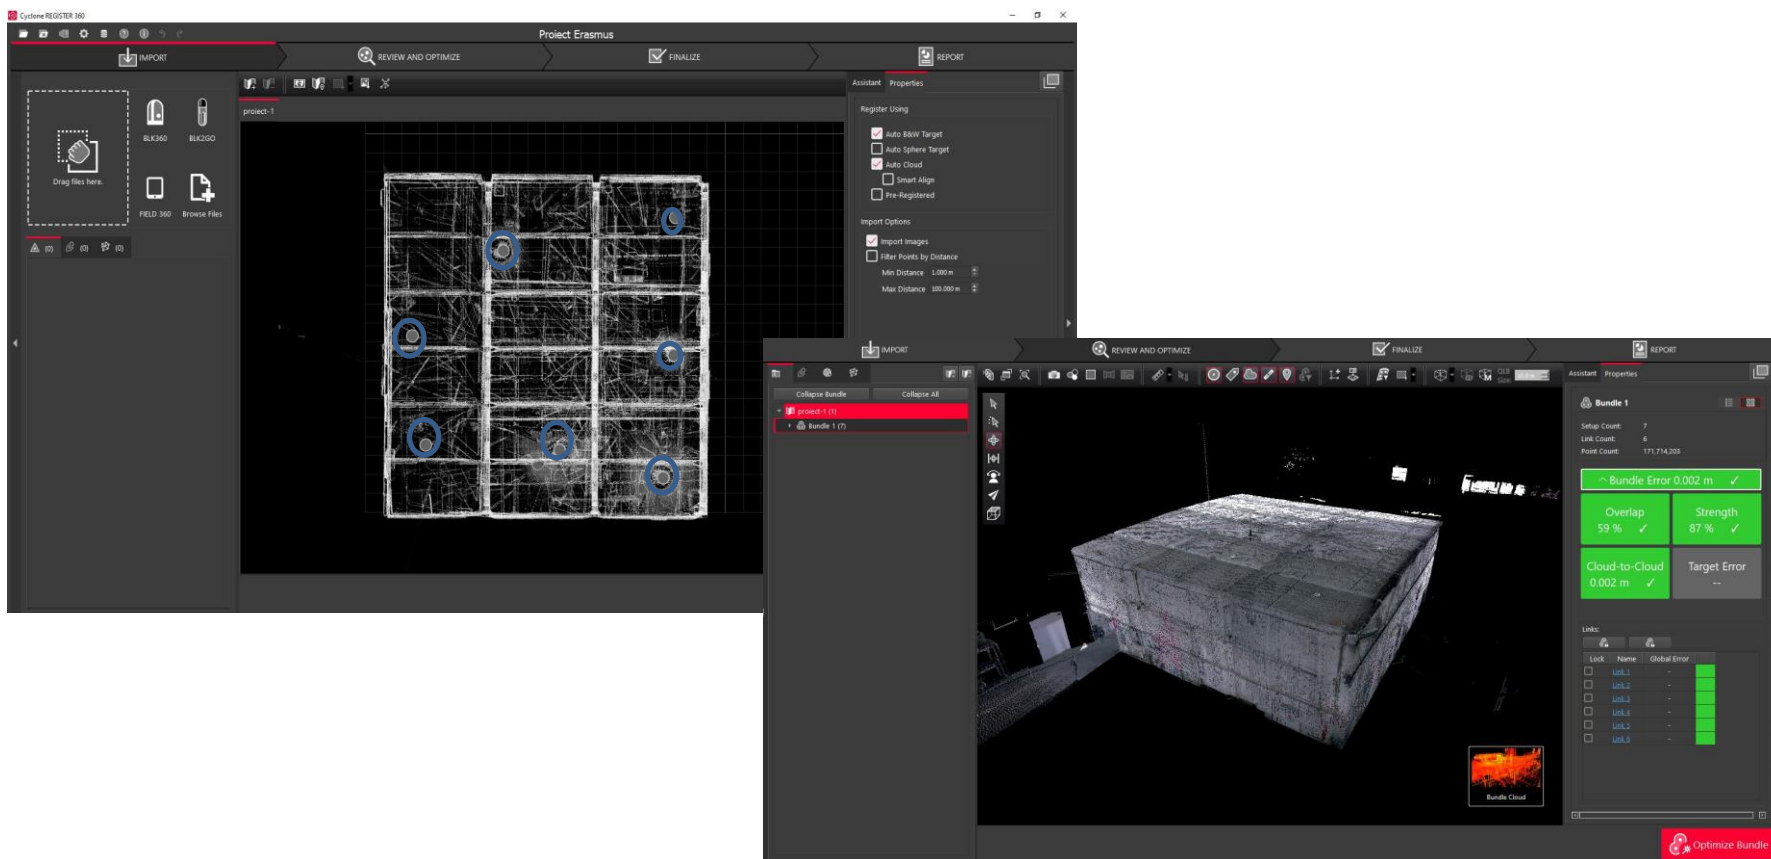 Cyclone REGISTER 360
Project Erasmus
IMPORT
REVIEW AND OPTIMIZE
FINALIZE
REPORT
Drag files here.
BLK360
BLK2GO
FIELD 360
Browse Files
(0)
(0)
(0)
project-1
Assistant
Properties
Register Using
Auto B&W Target
Auto Sphere Target
Auto Cloud
Smart Align
Pre-Registered
Import Options
Import Images
Filter Points by Distance
Min Distance 1.000 m
Max Distance 100.000 m
IMPORT
REVIEW AND OPTIMIZE
FINALIZE
REPORT
Collapse Bundle
Collapse All
project-1 (1)
Bundle 1 (7)
QLB
Size:
Assistant
Properties
Bundle 1
Setup Count: 7
Link Count: 6
Point Count: 171,714,203
Bundle Error 0.002 m
Overlap
59 %
Strength
87 %
Cloud-to-Cloud
0.002 m
Target Error
--
Links:
Lock Name Global Error
Link 1 -
Link 2 -
Link 3 -
Link 4 -
Link 5 -
Link 6 -
Bundle Cloud
Optimize Bundle